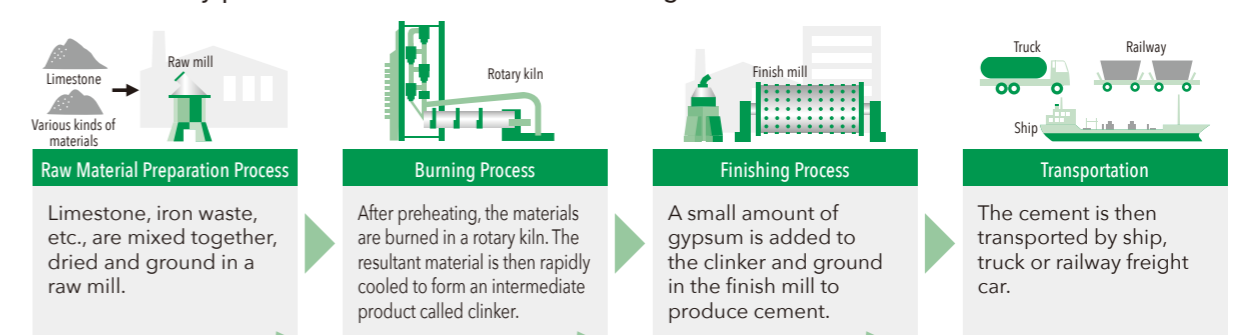 Limestone
Various kinds of
materials
Raw mill
Raw Material Preparation Process
Limestone, iron waste,
etc., are mixed together,
dried and ground in a
raw mill.
Rotary kiln
Burning Process
After preheating, the materials
are burned in a rotary kiln. The
resultant material is then rapidly
cooled to form an intermediate
product called clinker.
Finish mill
Finishing Process
A small amount of
gypsum is added to
the clinker and ground
in the finish mill to
produce cement.
Truck
Railway
Ship
Transportation
The cement is then
transported by ship,
truck or railway freight
car.